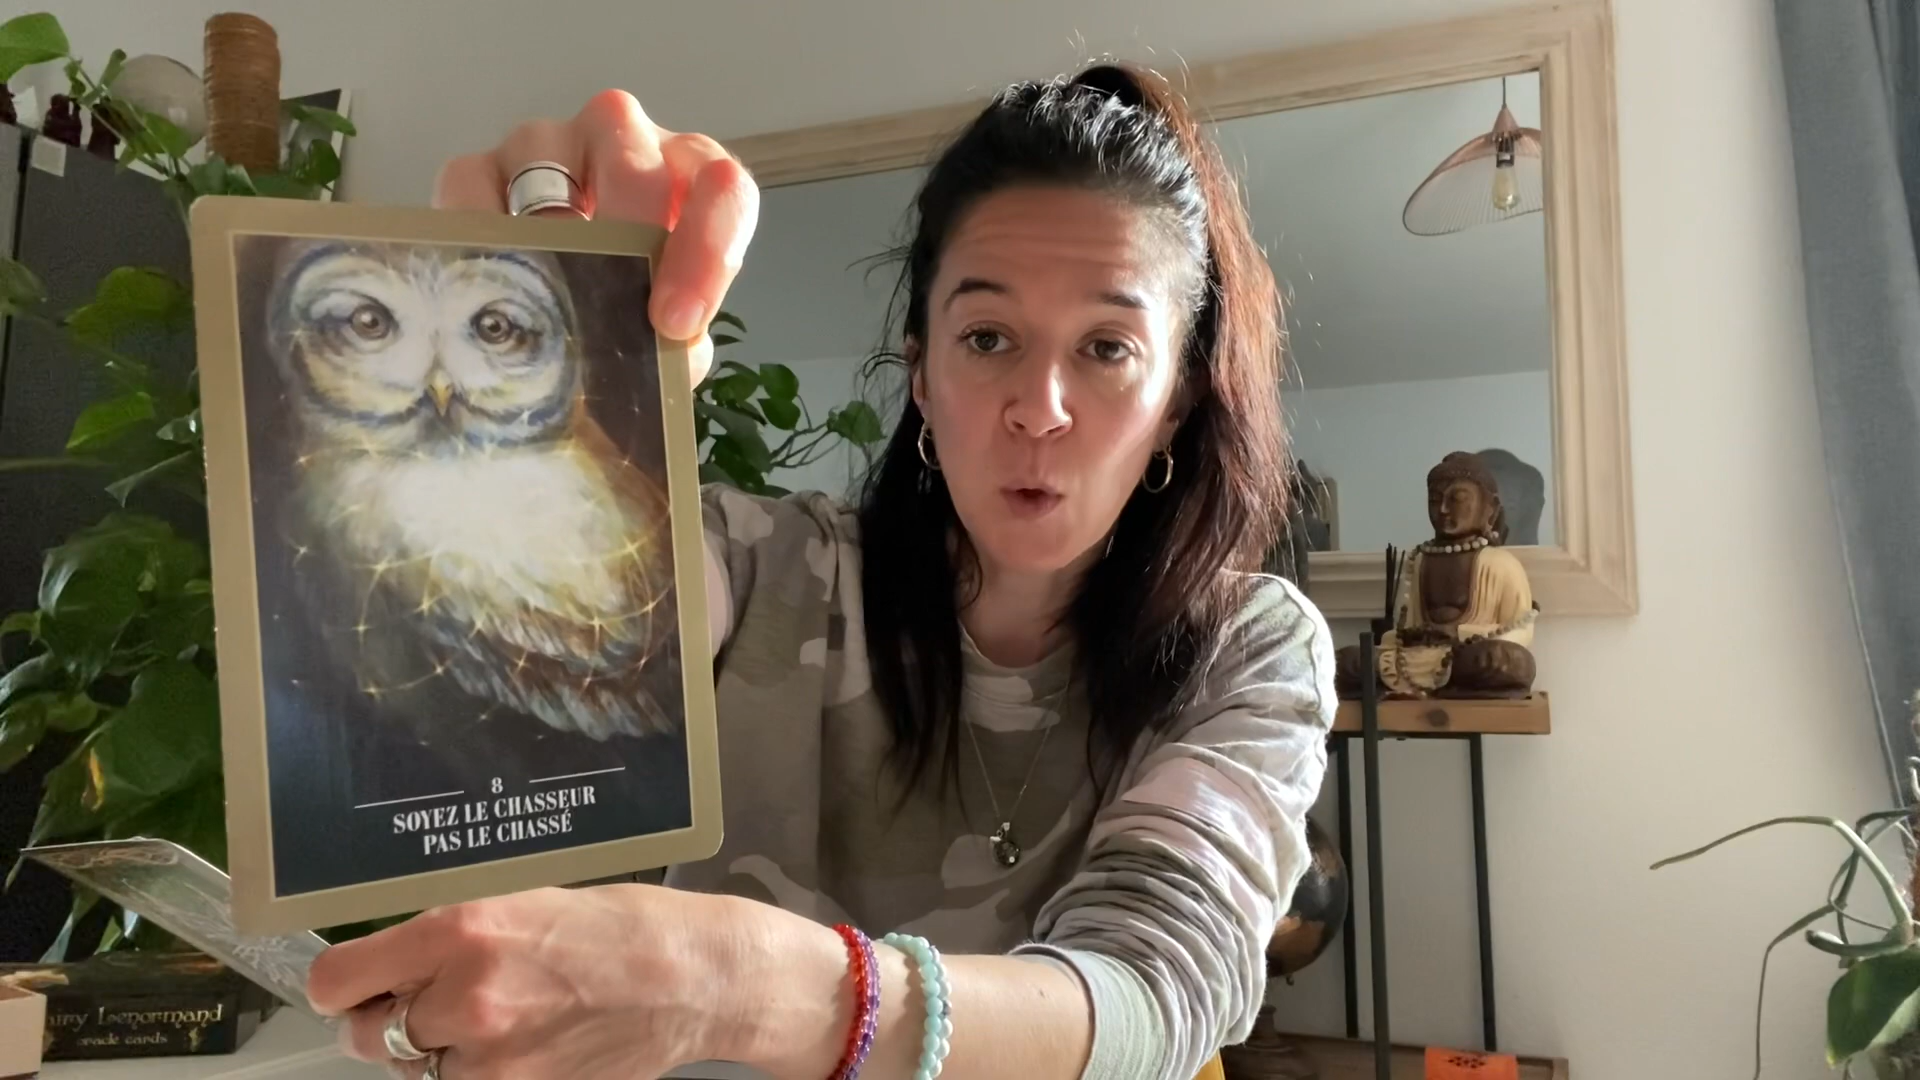 8
SOYEZ LE CHASSEUR
PAS LE CHASSÉ
Lenormand
oracle cards